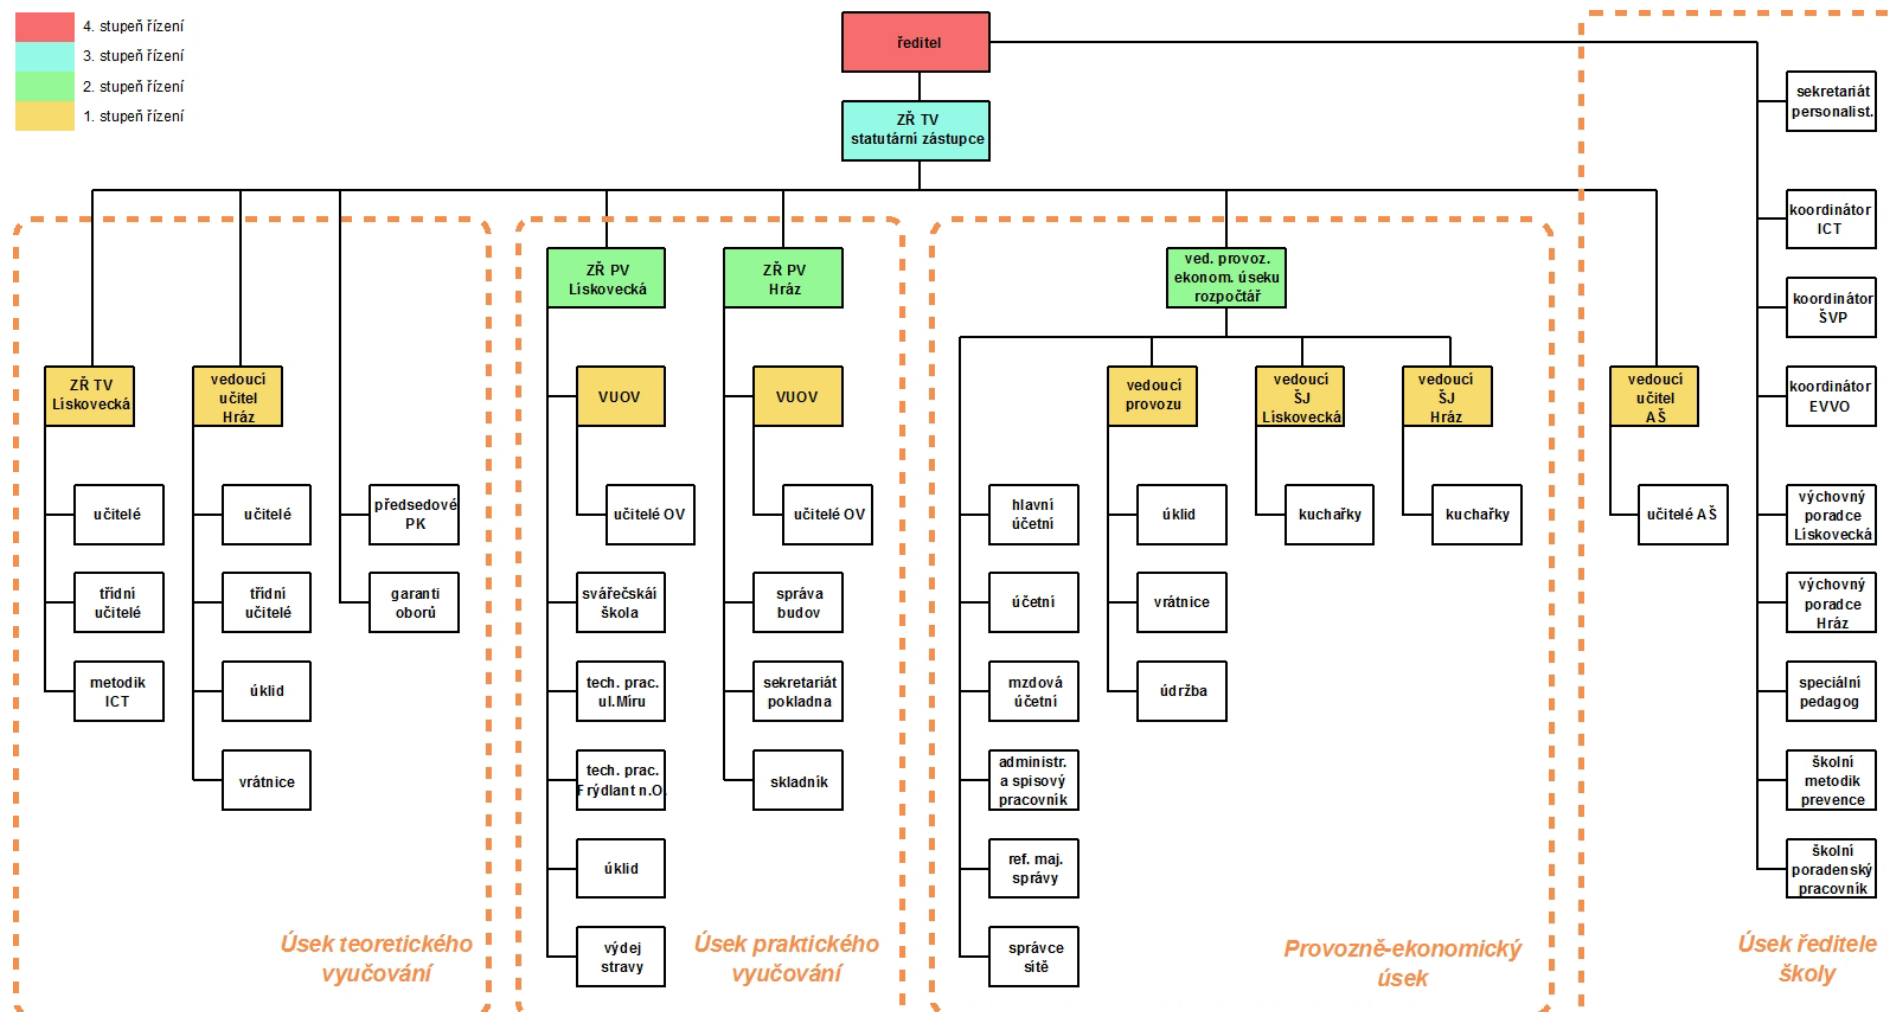 4. stupeň řízení
3. stupeň řízení
2. stupeň řízení
1. stupeň řízení
ředitel
ZŘ TV
statutární zástupce
sekretariát
personalist.
koordinátor
ICT
koordinátor
ŠVP
koordinátor
EVVO
výchovný
poradce
Lískovecká
výchovný
poradce
Hráz
speciální
pedagog
školní
metodik
prevence
školní
poradenský
pracovník
Úsek ředitele
školy
ZŘ TV
Lískovecká
učitelé
třídní
učitelé
metodik
ICT
vedoucí
učitel
Hráz
učitelé
třídní
učitelé
úklid
vrátnice
předsedové
PK
garanti
oborů
Úsek teoretického
vyučování
ZŘ PV
Lískovecká
VUOV
učitelé OV
svářečskáí
škola
tech. prac.
ul.Míru
tech. prac.
Frýdlant n.O.
úklid
výdej
stravy
ZŘ PV
Hráz
VUOV
učitelé OV
správa
budov
sekretariát
pokladna
skladník
Úsek praktického
vyučování
ved. provoz.
ekonom. úseku
rozpočtář
hlavní
účetní
účetní
mzdová
účetní
administr.
a spisový
pracovník
ref. maj.
správy
správce
sítě
vedoucí
provozu
úklid
vrátnice
údržba
vedoucí
ŠJ
Lískovecká
kuchařky
vedoucí
ŠJ
Hráz
kuchařky
Provozně-ekonomický
úsek
vedoucí
učitel
AŠ
učitelé AŠ